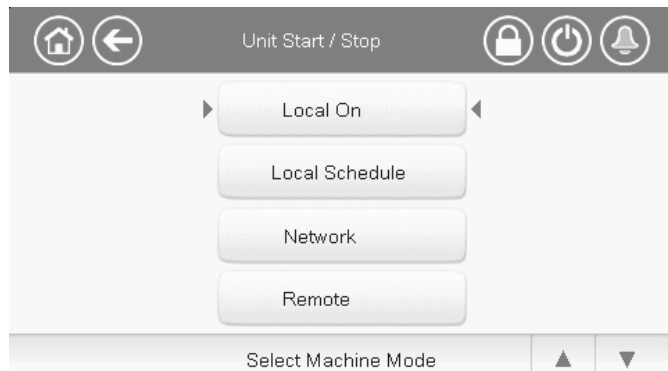 Unit Start / Stop
Local On
Local Schedule
Network
Remote
Select Machine Mode